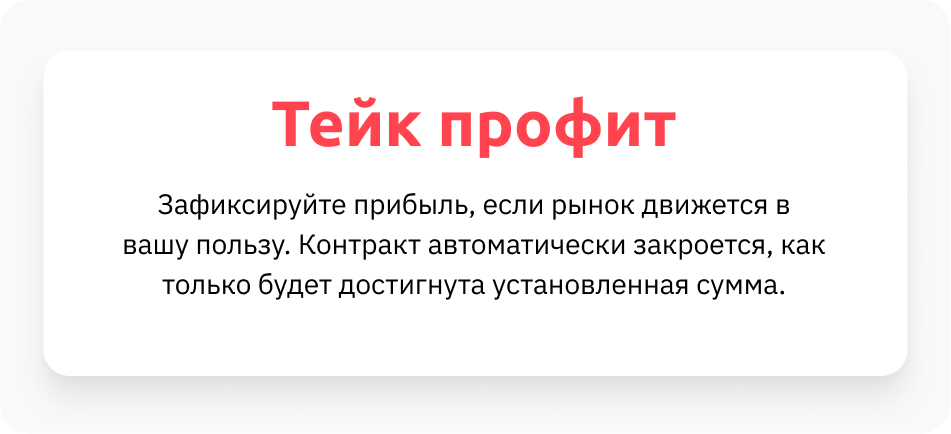 Тейк профит
Зафиксируйте прибыль, если рынок движется в
вашу пользу. Контракт автоматически закроется, как
только будет достигнута установленная сумма.